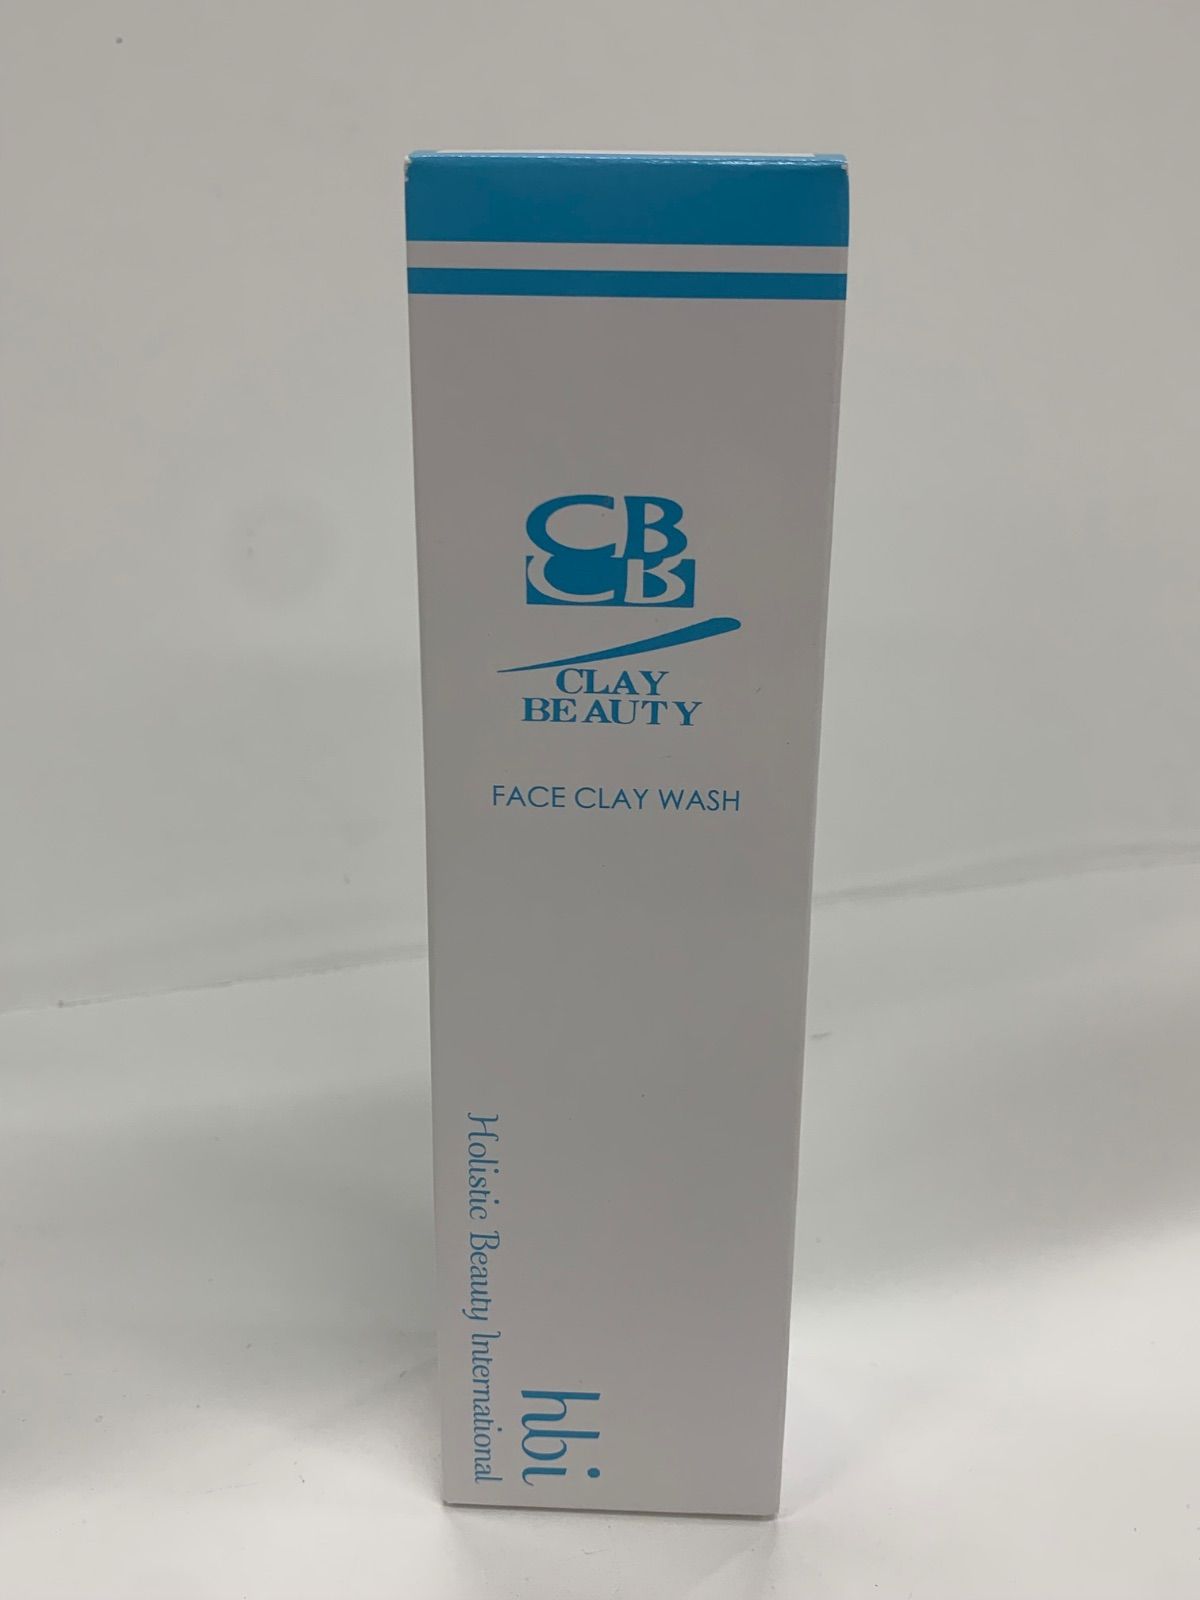 CB
CB
CLAY
BEAUTY
FACE CLAY WASH
Holistic Beauty International
hbi